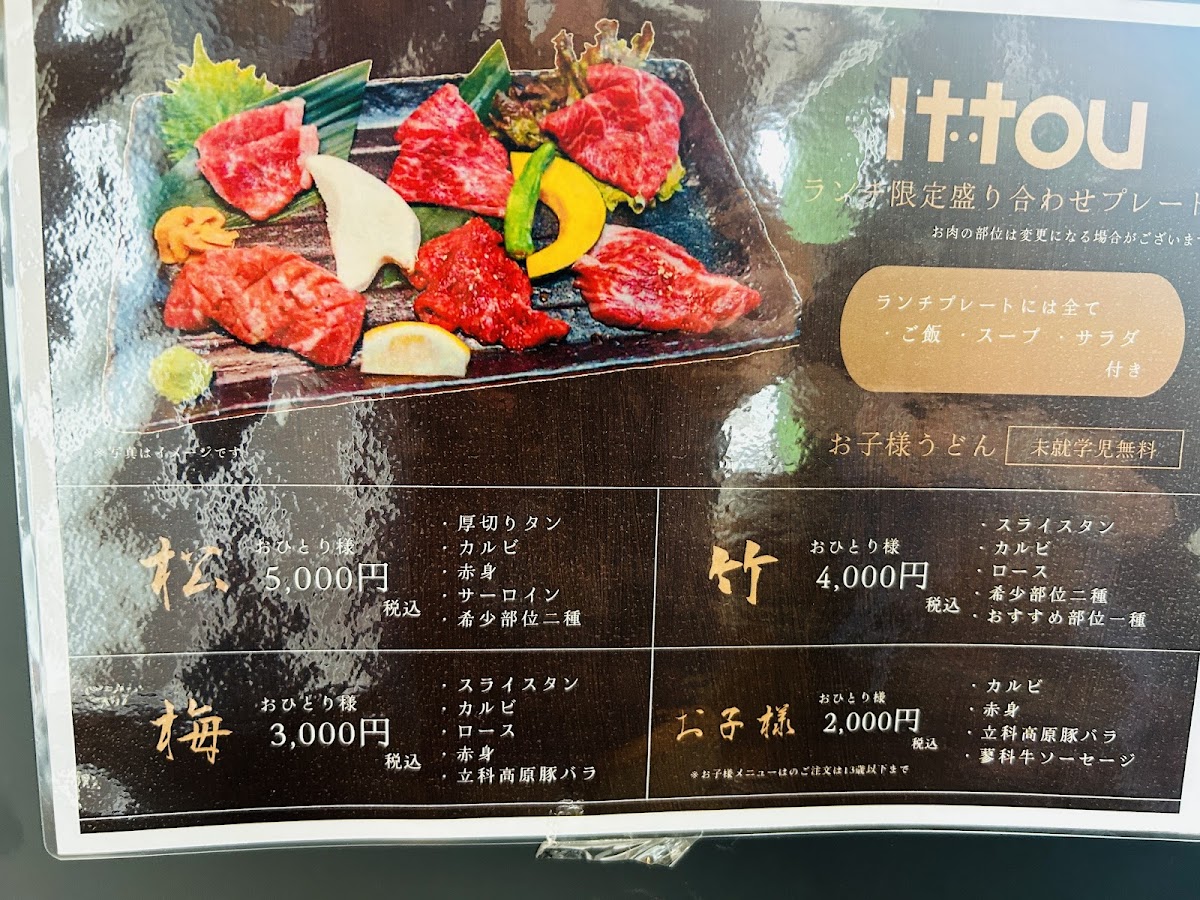 Ittou
ランチ限定盛り合わせプレート
お肉の部位は変更になる場合がございま
ランチプレートには全て
・ご飯 ・スープ ・サラダ
付き
お子様うどん 未就学児無料
写真はイメージです
松
おひとり様
5,000円
税込
・厚切りタン
・カルビ
・赤身
・サーロイン
・希少部位二種
竹
おひとり様
4,000円
税込
・スライスタン
・カルビ
・ロース
・希少部位二種
・おすすめ部位一種
梅
おひとり様
3,000円
税込
・スライスタン
・カルビ
・ロース
・赤身
・立科高原豚バラ
お子様
おひとり様
2,000円
税込
※お子様メニューはのご注文は13歳以下まで
・カルビ
・赤身
・立科高原豚バラ
・蓼科牛ソーセージ